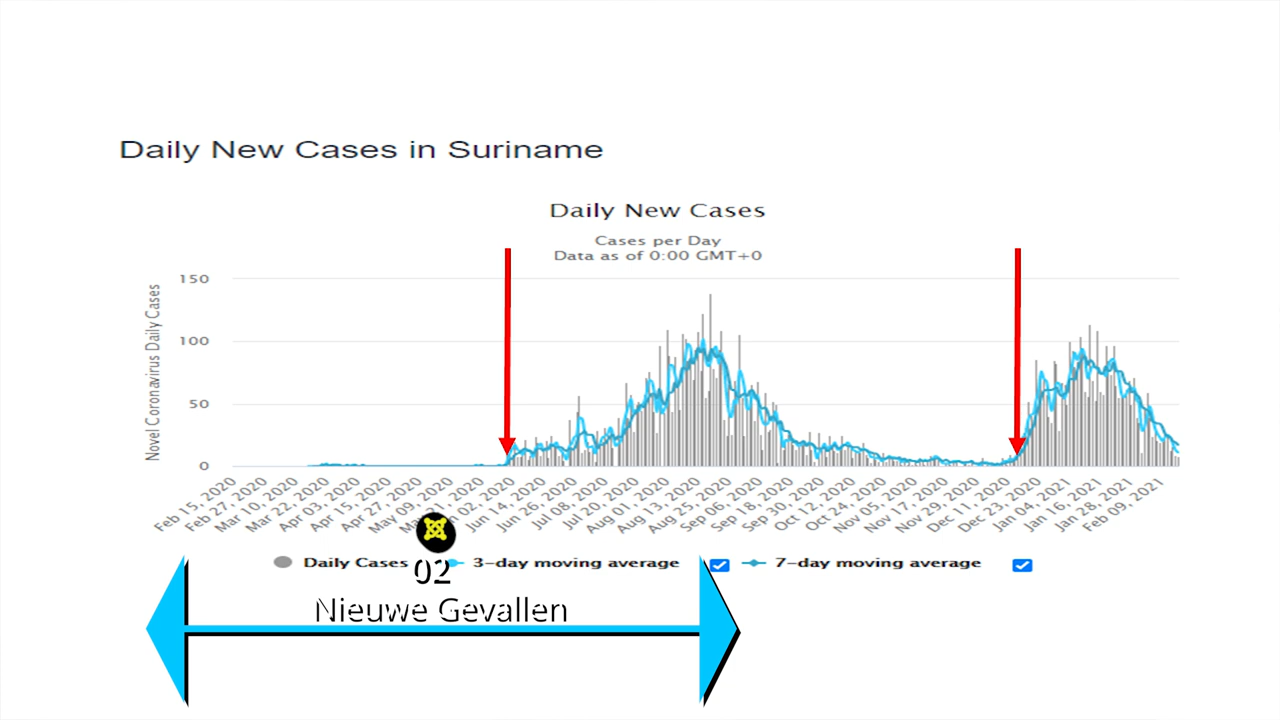 Daily New Cases in Suriname
Daily New Cases
Cases per Day
Data as of 0:00 GMT+0
Novel Coronavirus Daily Cases
150
100
50
0
Feb 15, 2020
Feb 27, 2020
Mar 10, 2020
Mar 22, 2020
Apr 03, 2020
Apr 15, 2020
Apr 27, 2020
May 09, 2020
May 21, 2020
Jun 02, 2020
Jun 14, 2020
Jun 26, 2020
Jul 08, 2020
Jul 20, 2020
Aug 01, 2020
Aug 13, 2020
Aug 25, 2020
Sep 06, 2020
Sep 18, 2020
Sep 30, 2020
Oct 12, 2020
Oct 24, 2020
Nov 05, 2020
Nov 17, 2020
Nov 29, 2020
Dec 11, 2020
Dec 23, 2020
Jan 04, 2021
Jan 16, 2021
Jan 28, 2021
Feb 09, 2021
Daily Cases 3-day moving average 7-day moving average
02
Nieuwe Gevallen